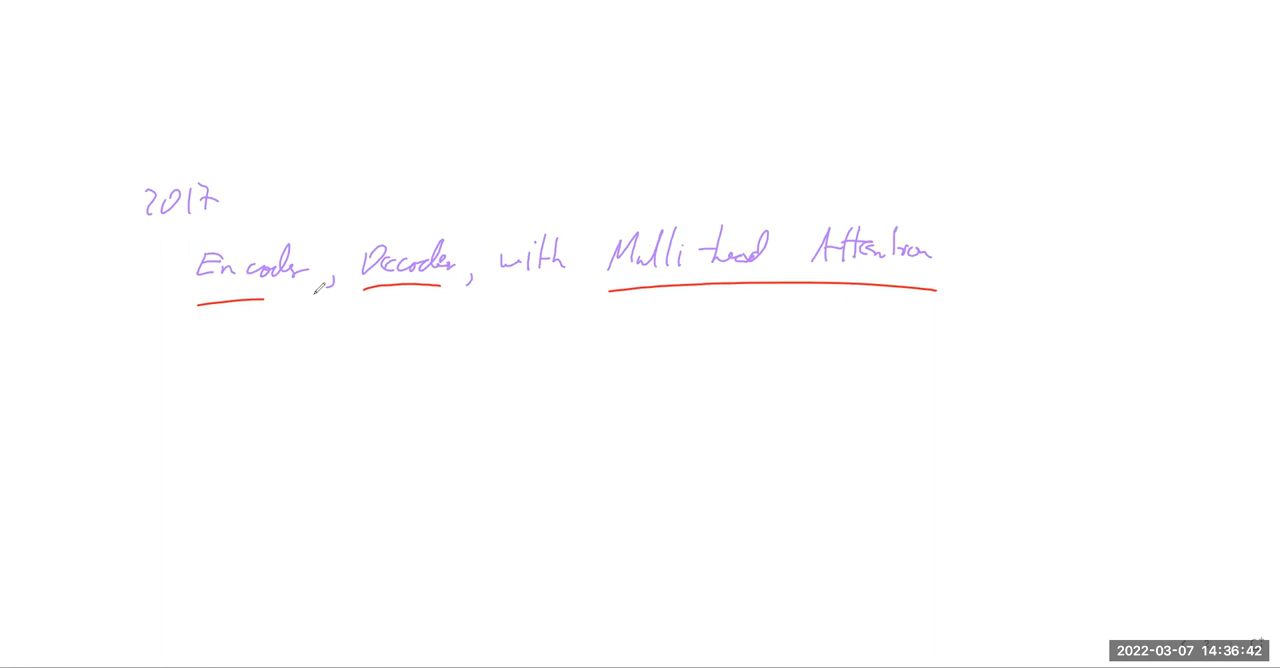 2017
Encoder, Decoder, with Multi-head Attention
2022-03-07 14:36:42